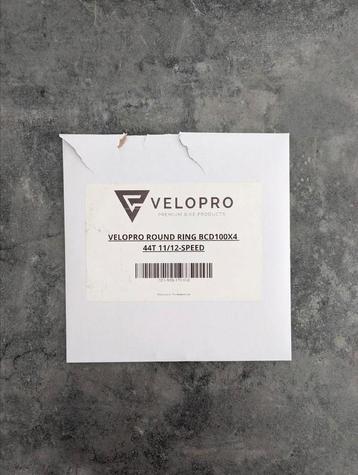 VELOPRO
PREMIUM BIKE PRODUCTS
VELOPRO ROUND RING BCD100X4
44T 11/12-SPEED